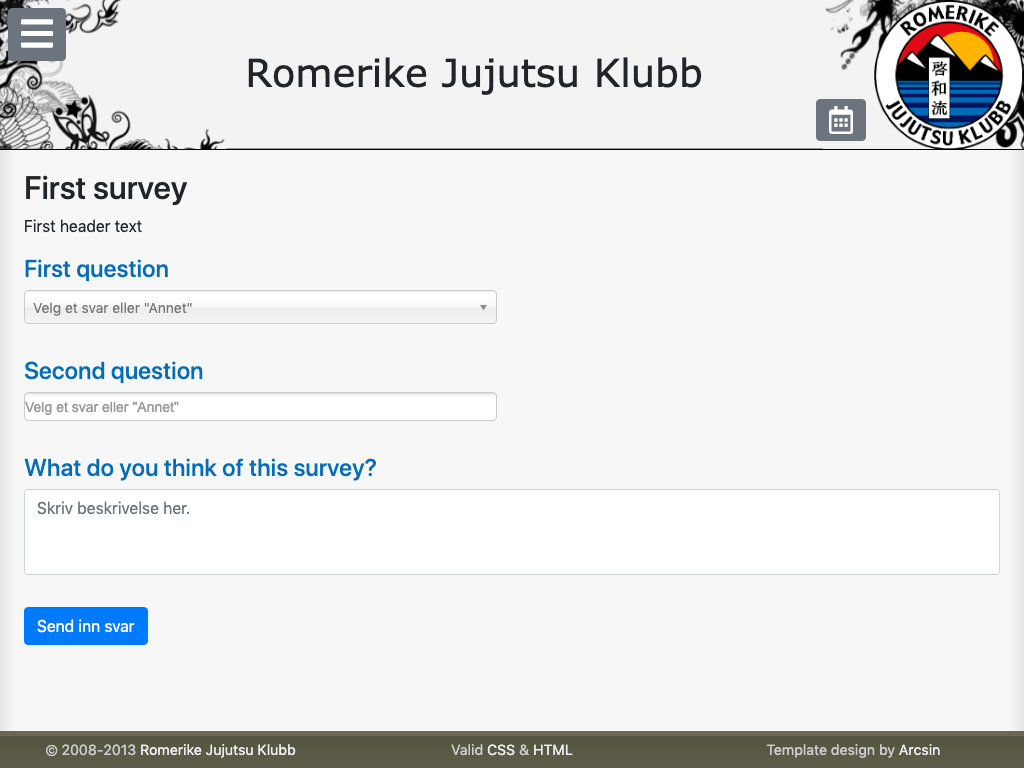 Romerike Jujutsu Klubb
ROMERIKE
啓和流
JUJUTSU KLUBB
First survey
First header text
First question
Velg et svar eller "Annet"
Second question
Velg et svar eller "Annet"
What do you think of this survey?
Skriv beskrivelse her.
Send inn svar
© 2008-2013 Romerike Jujutsu Klubb
Valid CSS & HTML
Template design by Arcsin